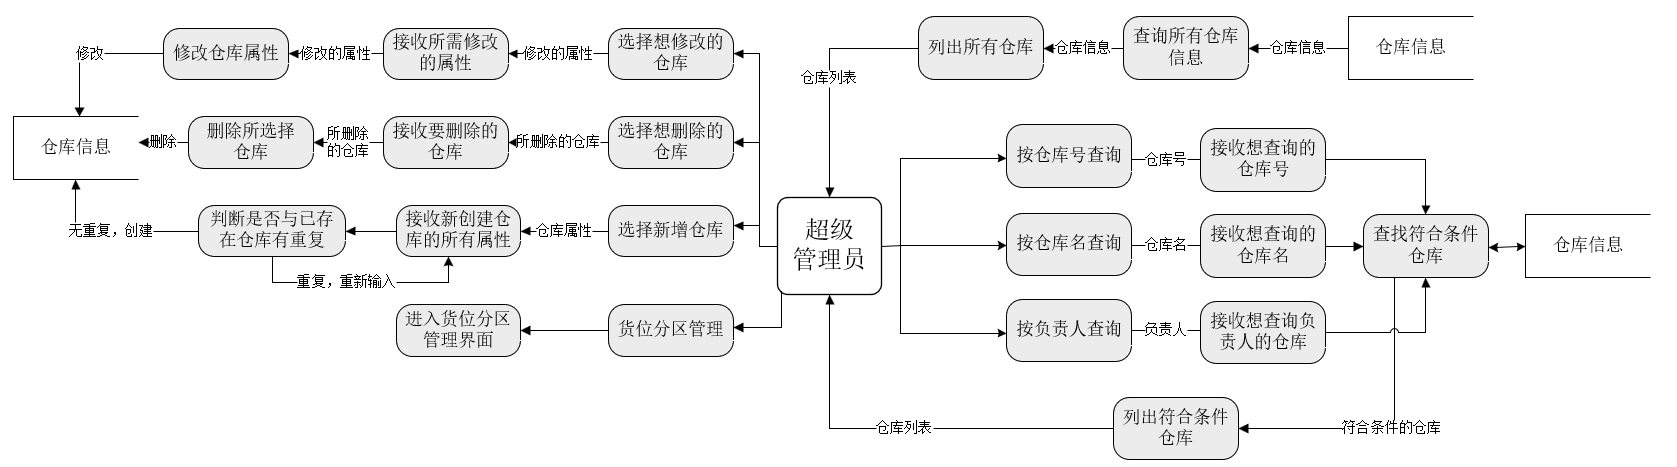 修改
修改仓库属性
修改的属性
接收所需修改
的属性
修改的属性
选择想修改的
仓库
仓库信息
删除
删除所选择
仓库
所删除
的仓库
接收要删除的
仓库
所删除的仓库
选择想删除的
仓库
无重复，创建
判断是否与已存
在仓库有重复
接收新创建仓
库的所有属性
仓库属性
选择新增仓库
重复，重新输入
进入货位分区
管理界面
货位分区管理
超级
管理员
仓库列表
列出所有仓库
仓库信息
查询所有仓库
信息
仓库信息
仓库信息
按仓库号查询
仓库号
接收想查询的
仓库号
按仓库名查询
仓库名
接收想查询的
仓库名
查找符合条件
仓库
仓库信息
按负责人查询
负责人
接收想查询负
责人的仓库
仓库列表
列出符合条件
仓库
符合条件的仓库